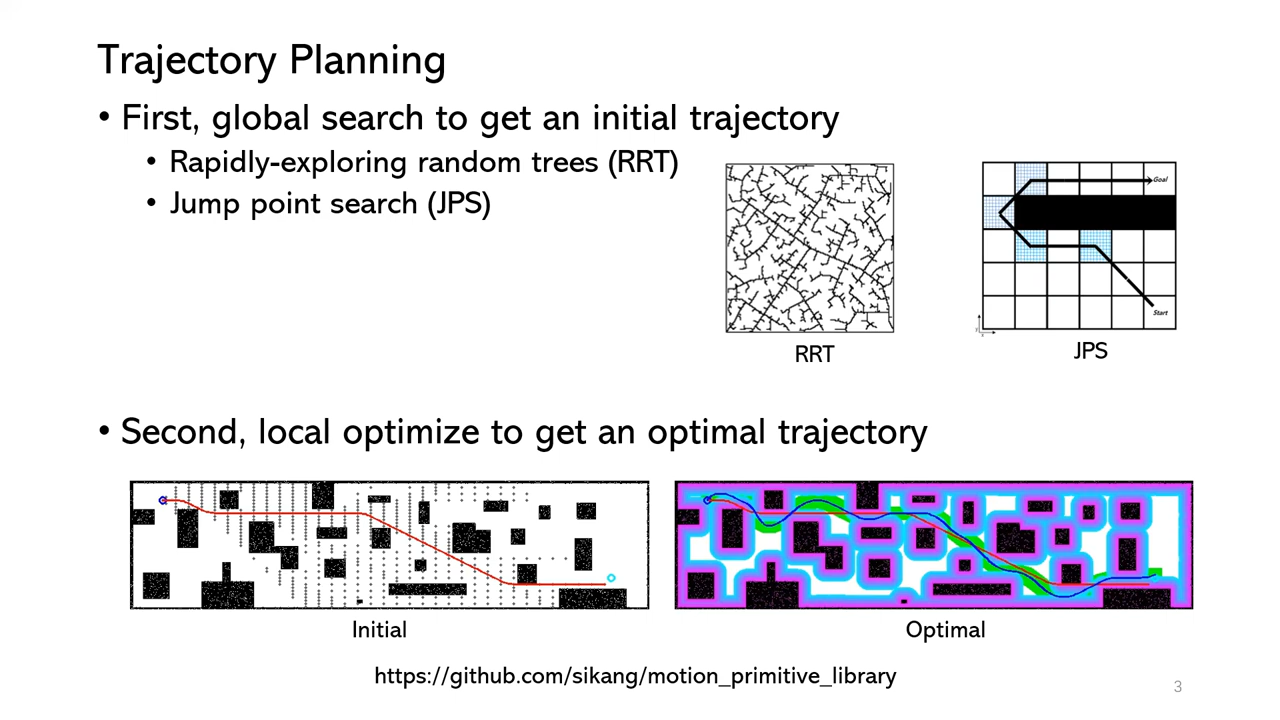 Trajectory Planning
• First, global search to get an initial trajectory
• Rapidly-exploring random trees (RRT)
• Jump point search (JPS)
Goal
Start
RRT
JPS
• Second, local optimize to get an optimal trajectory
Initial
Optimal
https://github.com/sikang/motion_primitive_library
3